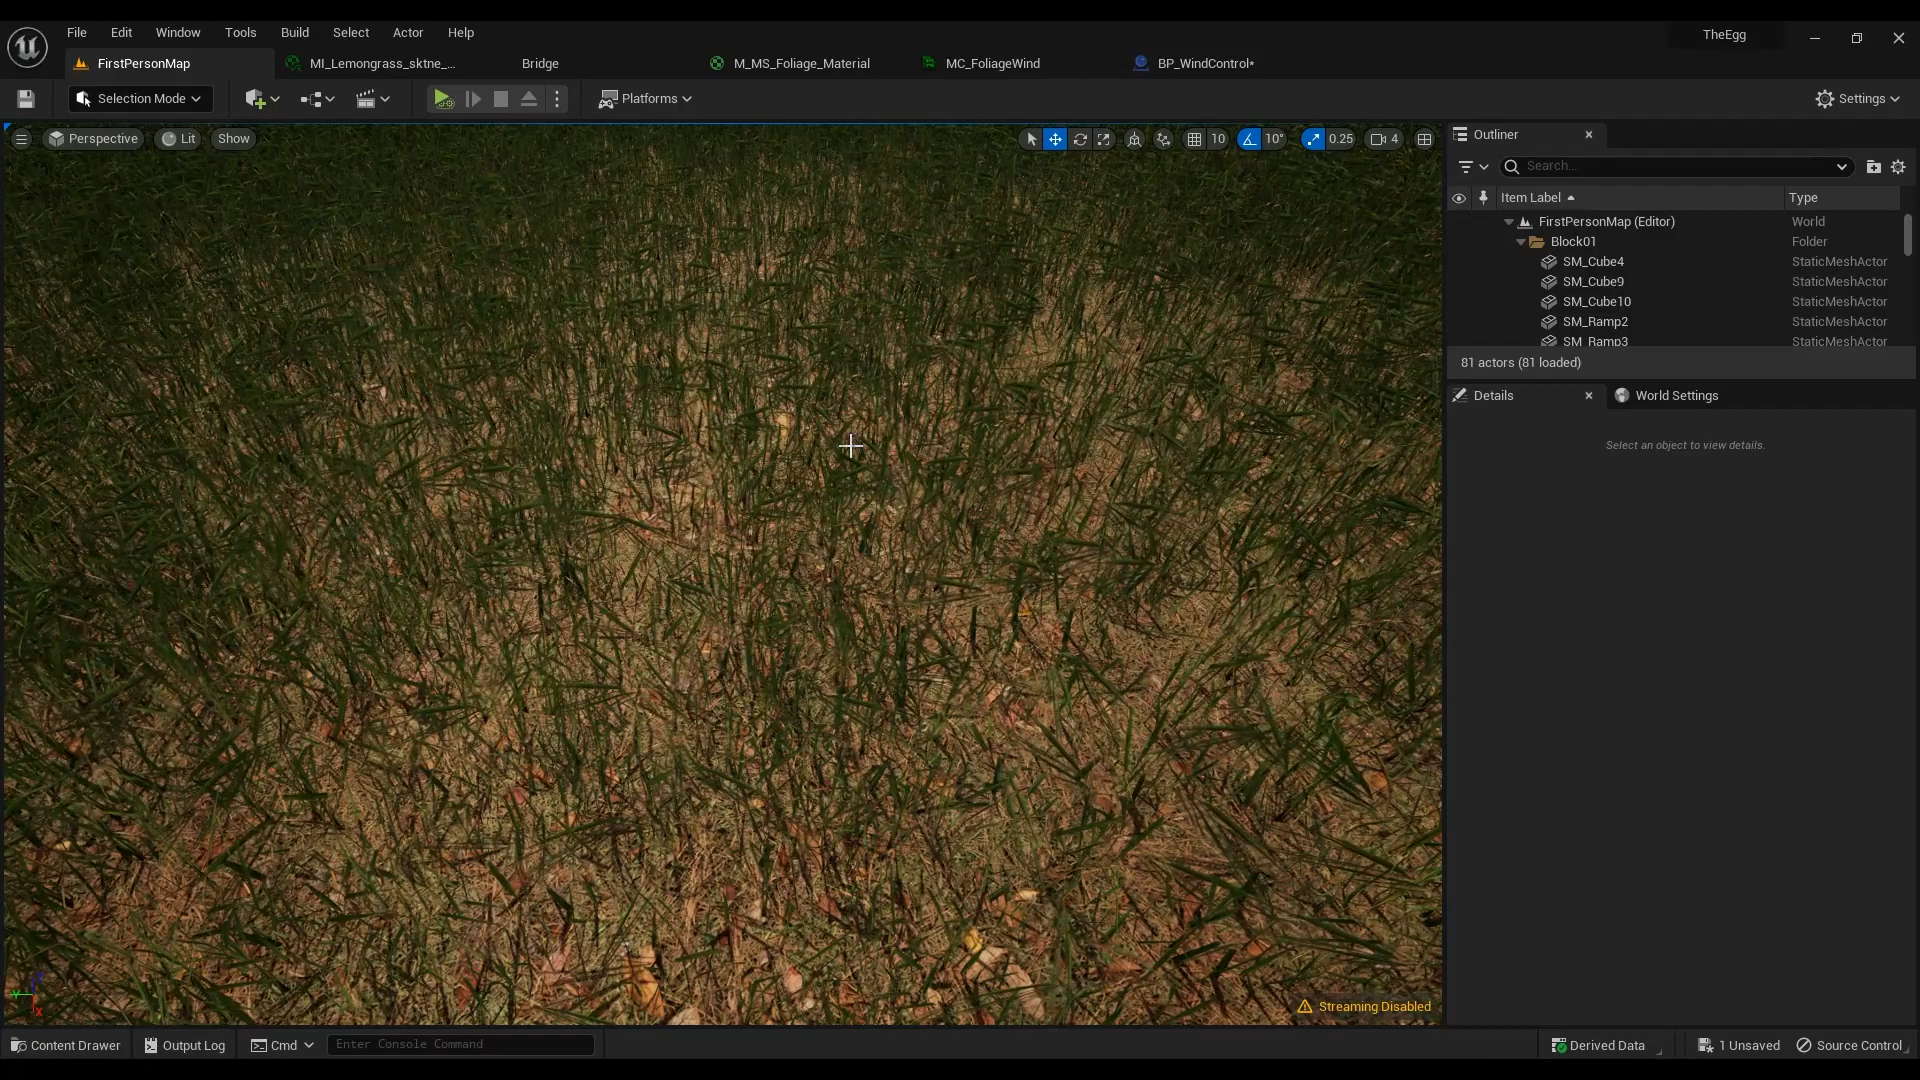 File
Edit
Window
Tools
Build
Select
Actor
Help
TheEgg
FirstPersonMap
MI_Lemongrass_sktne_...
Bridge
M_MS_Foliage_Material
MC_FoliageWind
BP_WindControl*
Selection Mode
Platforms
Settings
Perspective
Lit
Show
10
10°
0.25
4
Outliner
Search...
Item Label
Type
FirstPersonMap (Editor)
World
Block01
Folder
SM_Cube4
StaticMeshActor
SM_Cube9
StaticMeshActor
SM_Cube10
StaticMeshActor
SM_Ramp2
StaticMeshActor
SM_Ramp3
StaticMeshActor
81 actors (81 loaded)
Details
World Settings
Select an object to view details.
Y
X
Streaming Disabled
Content Drawer
Output Log
Cmd
Enter Console Command
Derived Data
1 Unsaved
Source Control